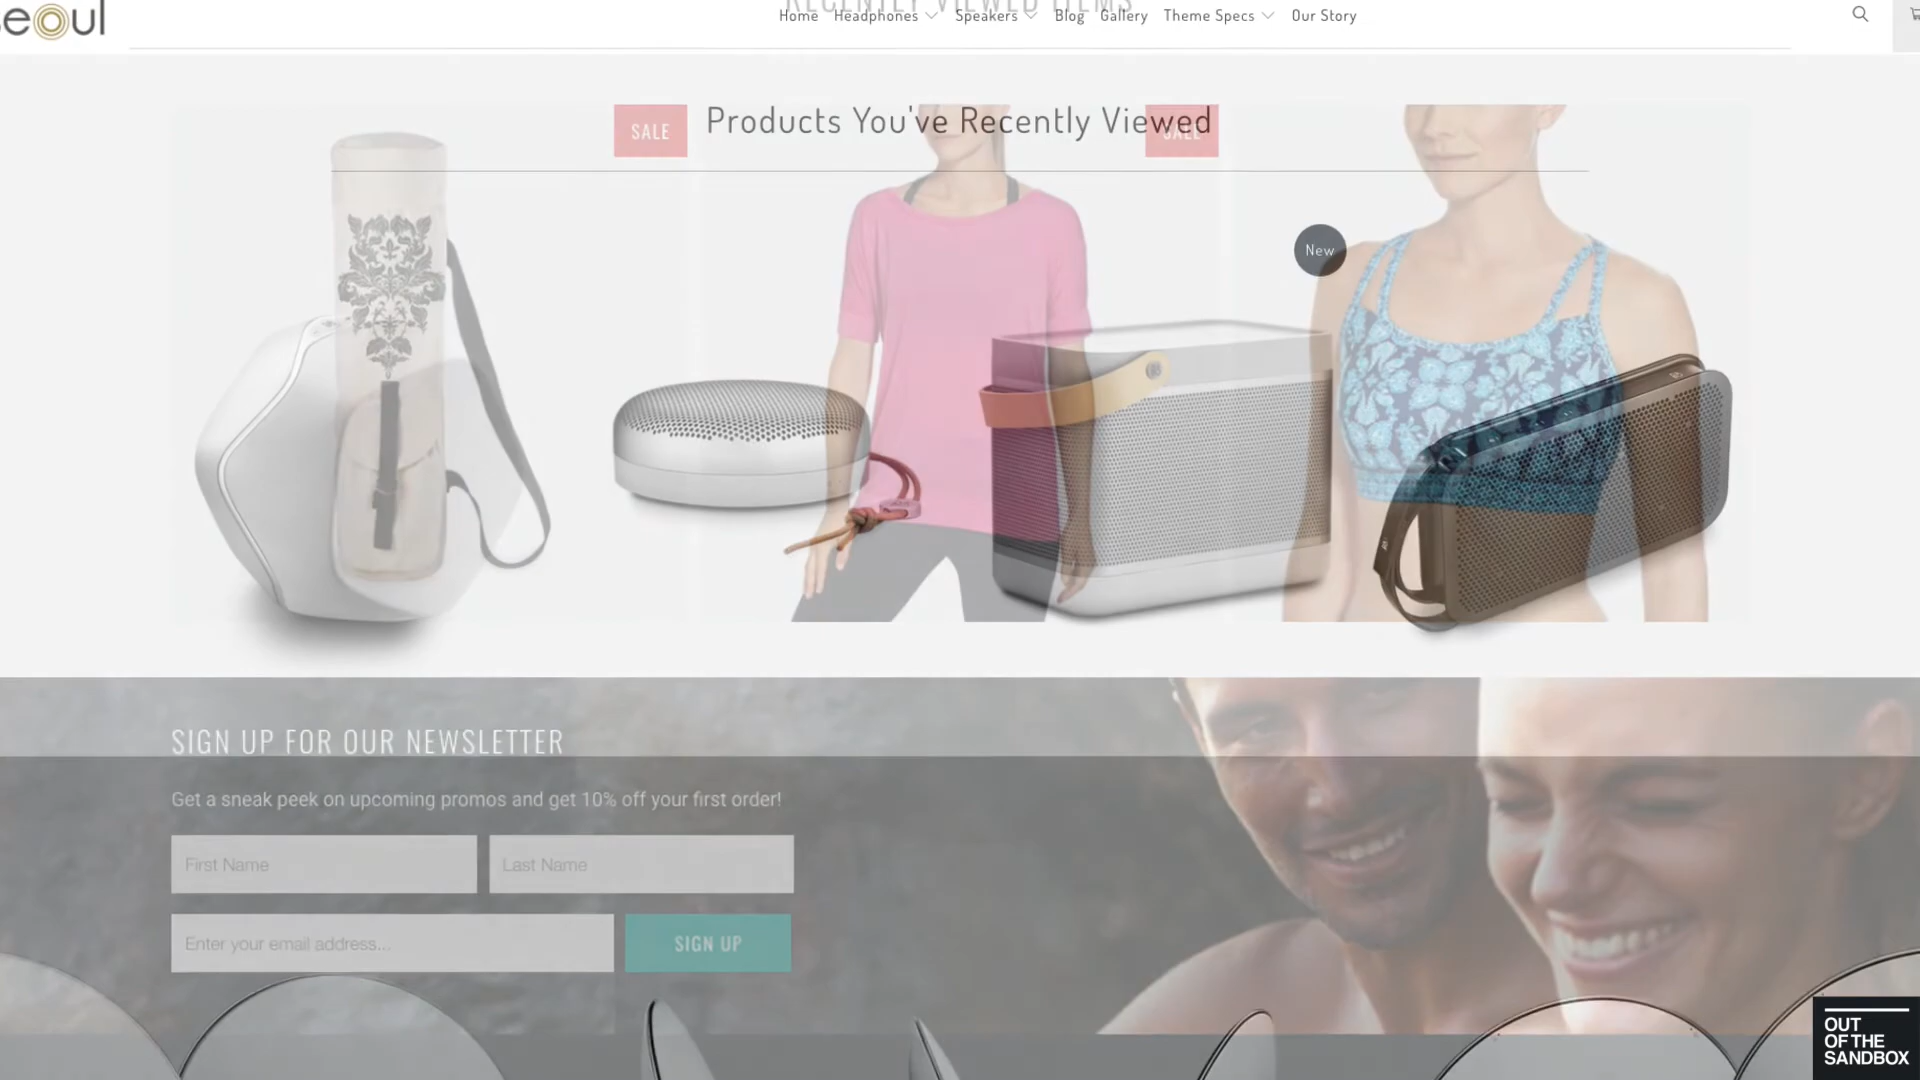 seoul
RECENTLY VIEWED ITEMS
Home Headphones Speakers Blog Gallery Theme Specs Our Story
SALE
Products You've Recently Viewed
SALE
New
SIGN UP FOR OUR NEWSLETTER
Get a sneak peek on upcoming promos and get 10% off your first order!
First Name
Last Name
Enter your email address...
SIGN UP
OUT
OF THE
SANDBOX